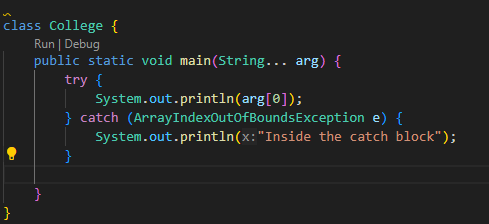 class College {
Run | Debug
    public static void main(String... arg) {
        try {
            System.out.println(arg[0]);
        } catch (ArrayIndexOutOfBoundsException e) {
            System.out.println(x:"Inside the catch block");
        }
    }
}